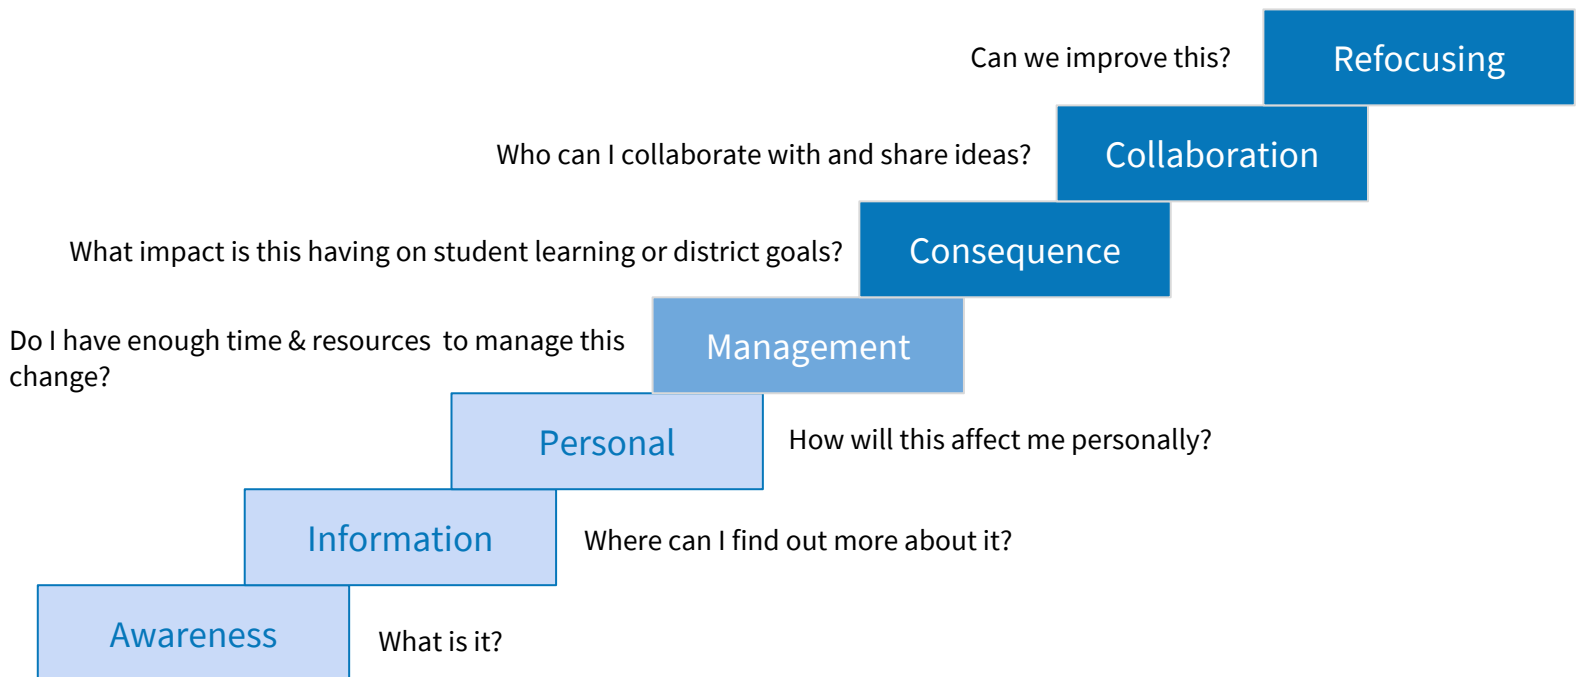 Can we improve this?
Refocusing
Who can I collaborate with and share ideas?
Collaboration
What impact is this having on student learning or district goals?
Consequence
Do I have enough time & resources  to manage this
change?
Management
Personal
How will this affect me personally?
Information
Where can I find out more about it?
Awareness
What is it?